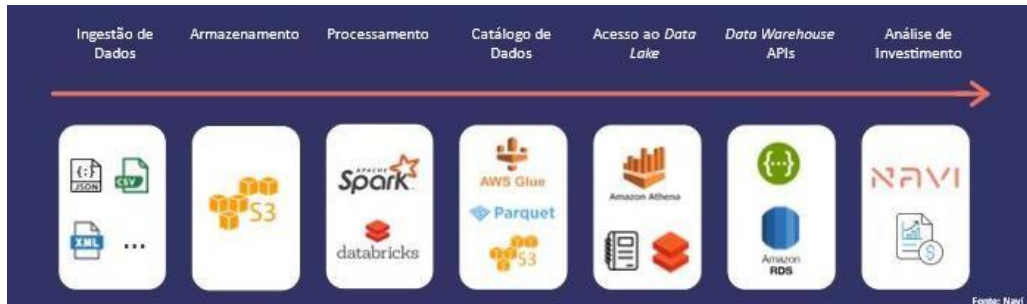 Ingestão de
Dados
Armazenamento
Processamento
Catálogo de
Dados
Acesso ao Data
Lake
Data Warehouse
APIs
Análise de
Investimento
{:}
JSON
CSV
XML
...
S3
APACHE
Spark
databricks
AWS Glue
Parquet
S3
Amazon Athena
{...}
Amazon
RDS
NAVI
$
Fonte: Navi